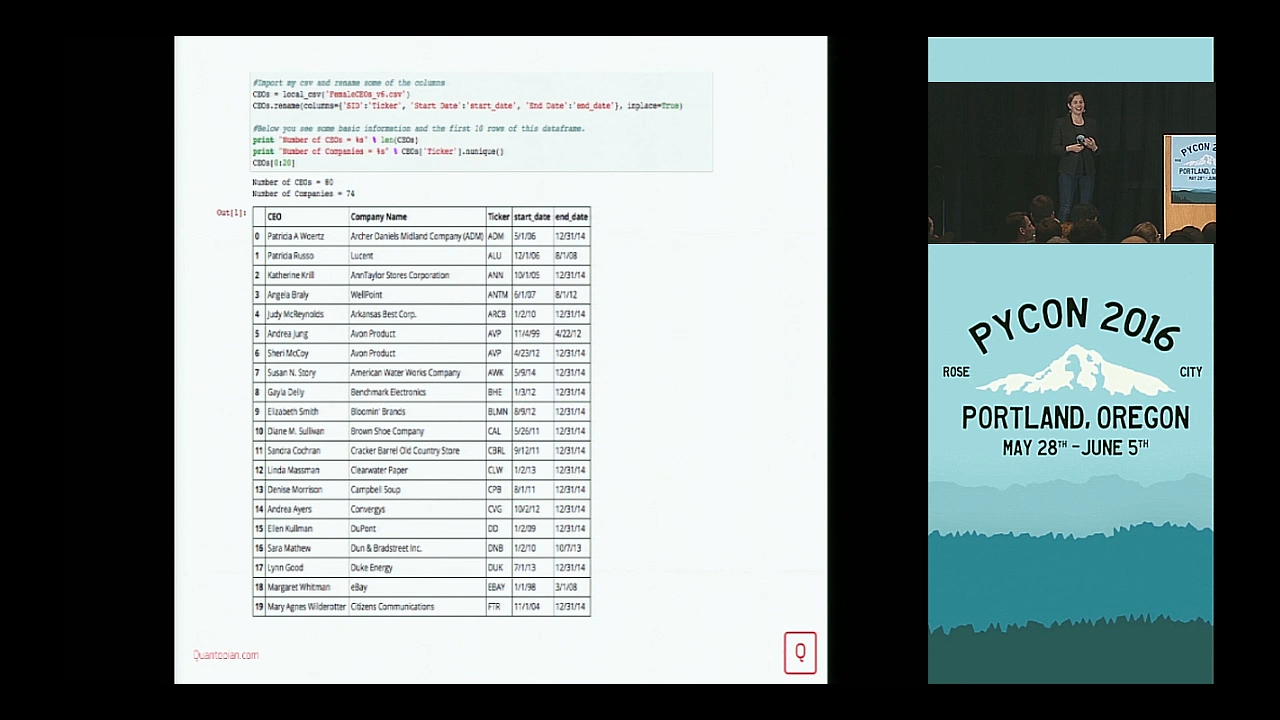 #Import my csv and rename some of the columns
CEOs = local_csv('FemaleCEOs_v6.csv')
CEOs.rename(columns={'SID':'Ticker', 'Start Date':'start_date', 'End Date':'end_date'}, inplace=True)
#Below you see some basic information and the first 10 rows of this dataframe.
print "Number of CEOs = %s" % len(CEOs)
print "Number of Companies = %s" % CEOs['Ticker'].nunique()
CEOs[0:20]
Number of CEOs = 80
Number of Companies = 74
Out[1]:
CEO Company Name Ticker start_date end_date
0 Patricia A Woertz Archer Daniels Midland Company (ADM) ADM 5/1/06 12/31/14
1 Patricia Russo Lucent ALU 12/1/06 8/1/08
2 Katherine Krill AnnTaylor Stores Corporation ANN 10/1/05 12/31/14
3 Angela Braly WellPoint ANTM 6/1/07 8/1/12
4 Judy McReynolds Arkansas Best Corp. ARCB 1/2/10 12/31/14
5 Andrea Jung Avon Product AVP 11/4/99 4/22/12
6 Sheri McCoy Avon Product AVP 4/23/12 12/31/14
7 Susan N. Story American Water Works Company AWK 5/9/14 12/31/14
8 Gayla Delly Benchmark Electronics BHE 1/3/12 12/31/14
9 Elizabeth Smith Bloomin' Brands BLMN 8/9/12 12/31/14
10 Diane M. Sullivan Brown Shoe Company CAL 5/26/11 12/31/14
11 Sandra Cochran Cracker Barrel Old Country Store CBRL 9/12/11 12/31/14
12 Linda Massman Clearwater Paper CLW 1/2/13 12/31/14
13 Denise Morrison Campbell Soup CPB 8/1/11 12/31/14
14 Andrea Ayers Convergys CVG 10/2/12 12/31/14
15 Ellen Kullman DuPont DD 1/2/09 12/31/14
16 Sara Mathew Dun & Bradstreet Inc. DNB 1/2/10 10/7/13
17 Lynn Good Duke Energy DUK 7/1/13 12/31/14
18 Margaret Whitman eBay EBAY 1/1/98 3/1/08
19 Mary Agnes Wilderotter Citizens Communications FTR 11/1/04 12/31/14
Quantopian.com
Q
PYCON 2
PORTLAND, O
MAY 28TH -JUN
PYCON 2016
ROSE CITY
PORTLAND, OREGON
MAY 28TH -JUNE 5TH